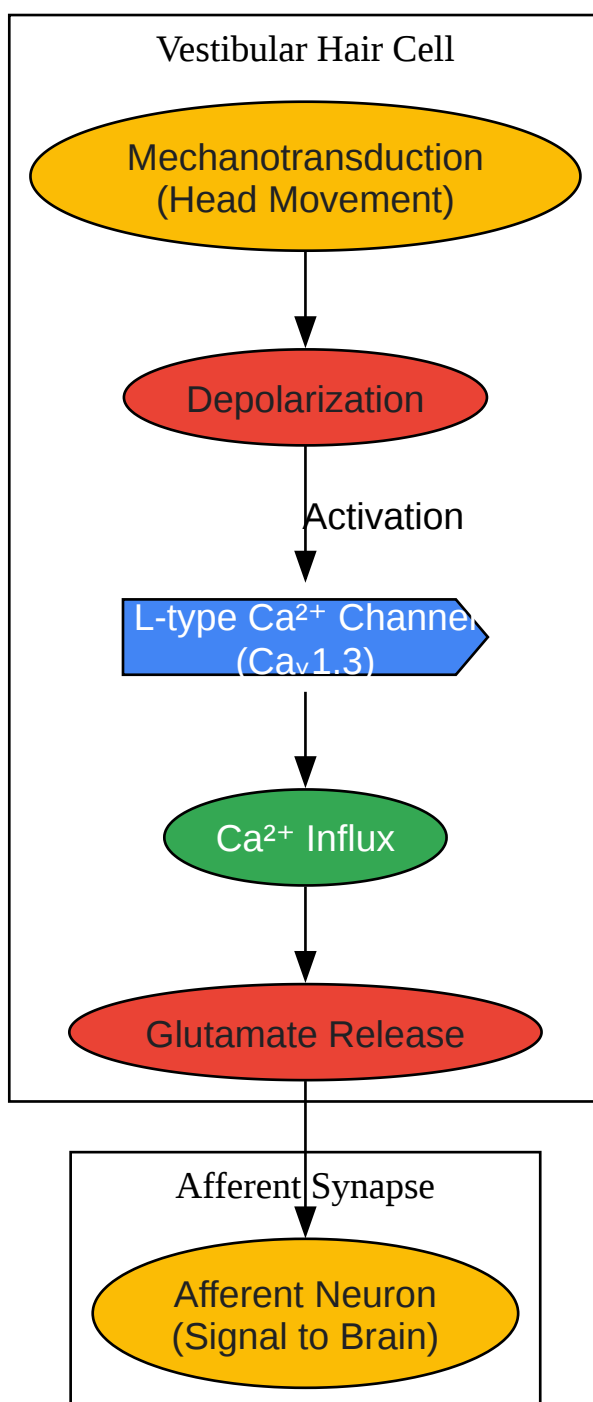 Vestibular Hair Cell
Mechanotransduction
(Head Movement)
Depolarization
Activation
L-type Ca²⁺ Channel
(Caᵥ1.3)
Ca²⁺ Influx
Glutamate Release
Afferent Synapse
Afferent Neuron
(Signal to Brain)